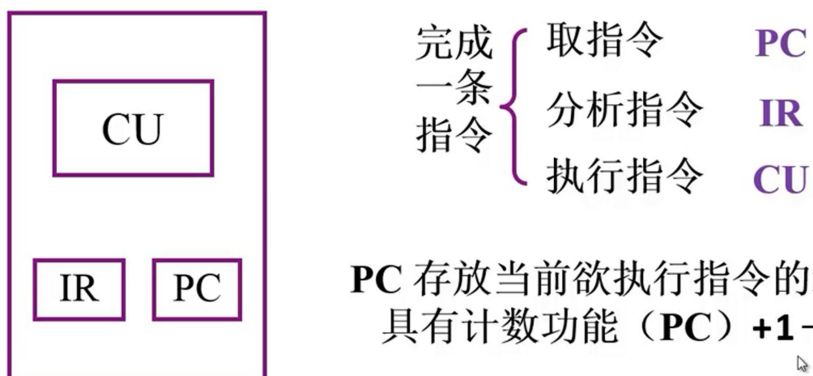 CU
IR
PC
完成
一条
指令
取指令 PC
分析指令 IR
执行指令 CU
PC 存放当前欲执行指令的
具有计数功能（PC）+1